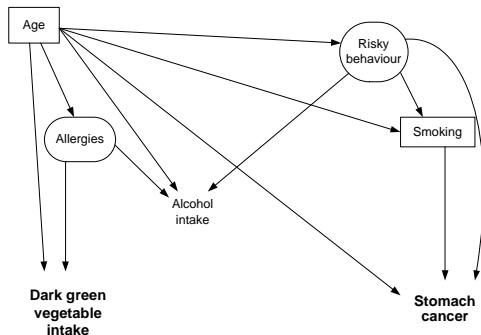 Age
Risky
behaviour
Allergies
Smoking
Alcohol
intake
Dark green
vegetable
intake
Stomach
cancer